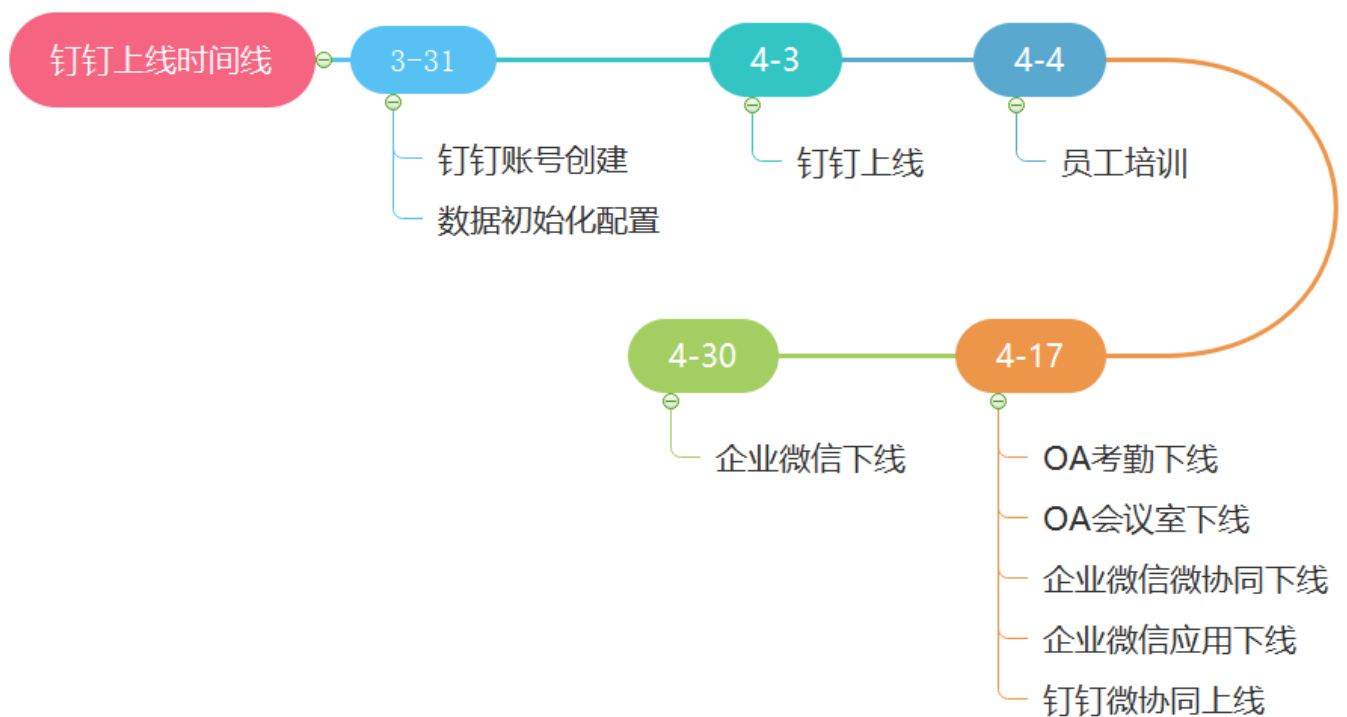 钉钉上线时间线
3-31
钉钉账号创建
数据初始化配置
4-3
钉钉上线
4-4
员工培训
4-17
OA考勤下线
OA会议室下线
企业微信微协同下线
企业微信应用下线
钉钉微协同上线
4-30
企业微信下线